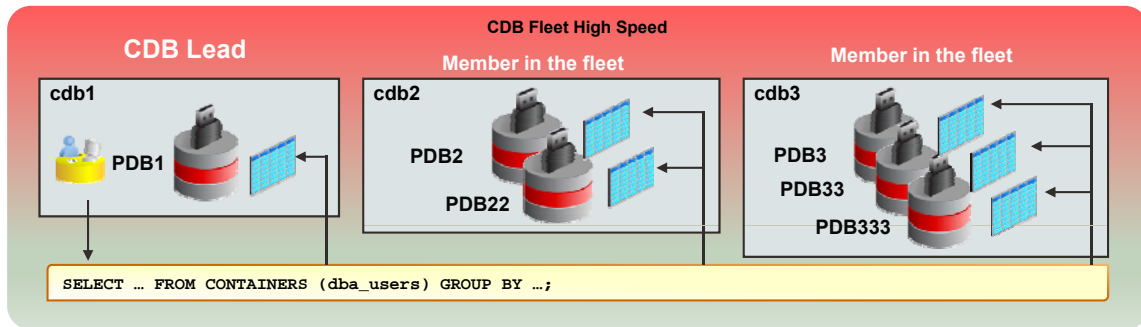 CDB Fleet High Speed
CDB Lead
Member in the fleet
Member in the fleet
cdb1
cdb2
cdb3
PDB1
PDB2
PDB22
PDB3
PDB33
PDB333
SELECT … FROM CONTAINERS (dba_users) GROUP BY …;